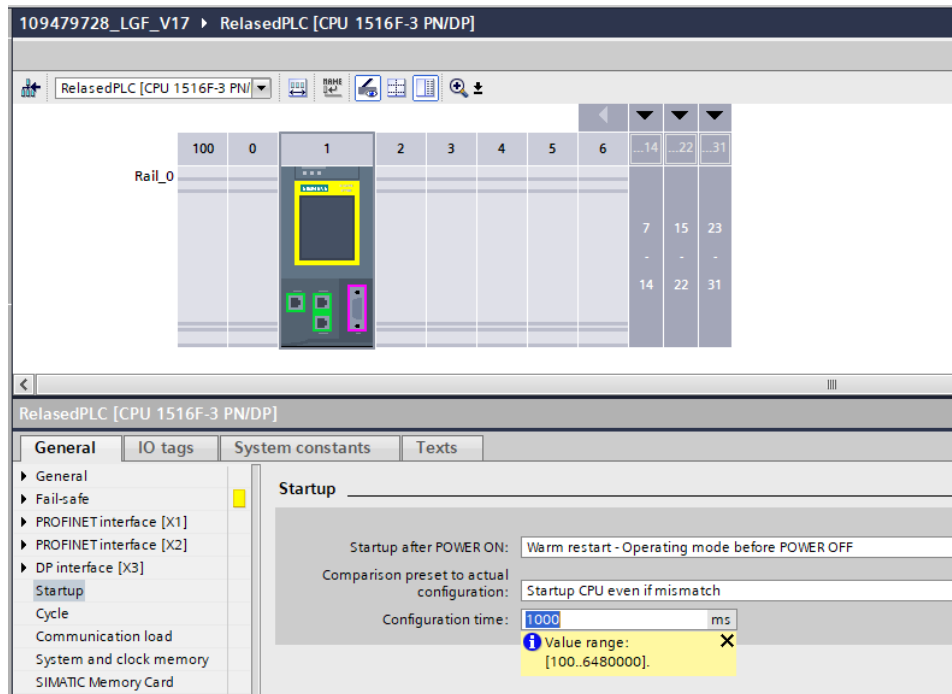 109479728_LGF_V17 ▸ RelasedPLC [CPU 1516F-3 PN/DP]
RelasedPLC [CPU 1516F-3 PN/
NAME
...14 ...22 ...31
100 0 1 2 3 4 5 6
Rail_0
SIEMENS
7 15 23
- - -
14 22 31
RelasedPLC [CPU 1516F-3 PN/DP]
General IO tags System constants Texts
General
Fail-safe
PROFINET interface [X1]
PROFINET interface [X2]
DP interface [X3]
Startup
Cycle
Communication load
System and clock memory
SIMATIC Memory Card
Startup
Startup after POWER ON: Warm restart - Operating mode before POWER OFF
Comparison preset to actual
configuration: Startup CPU even if mismatch
Configuration time: 1000 ms
Value range:
[100..6480000].